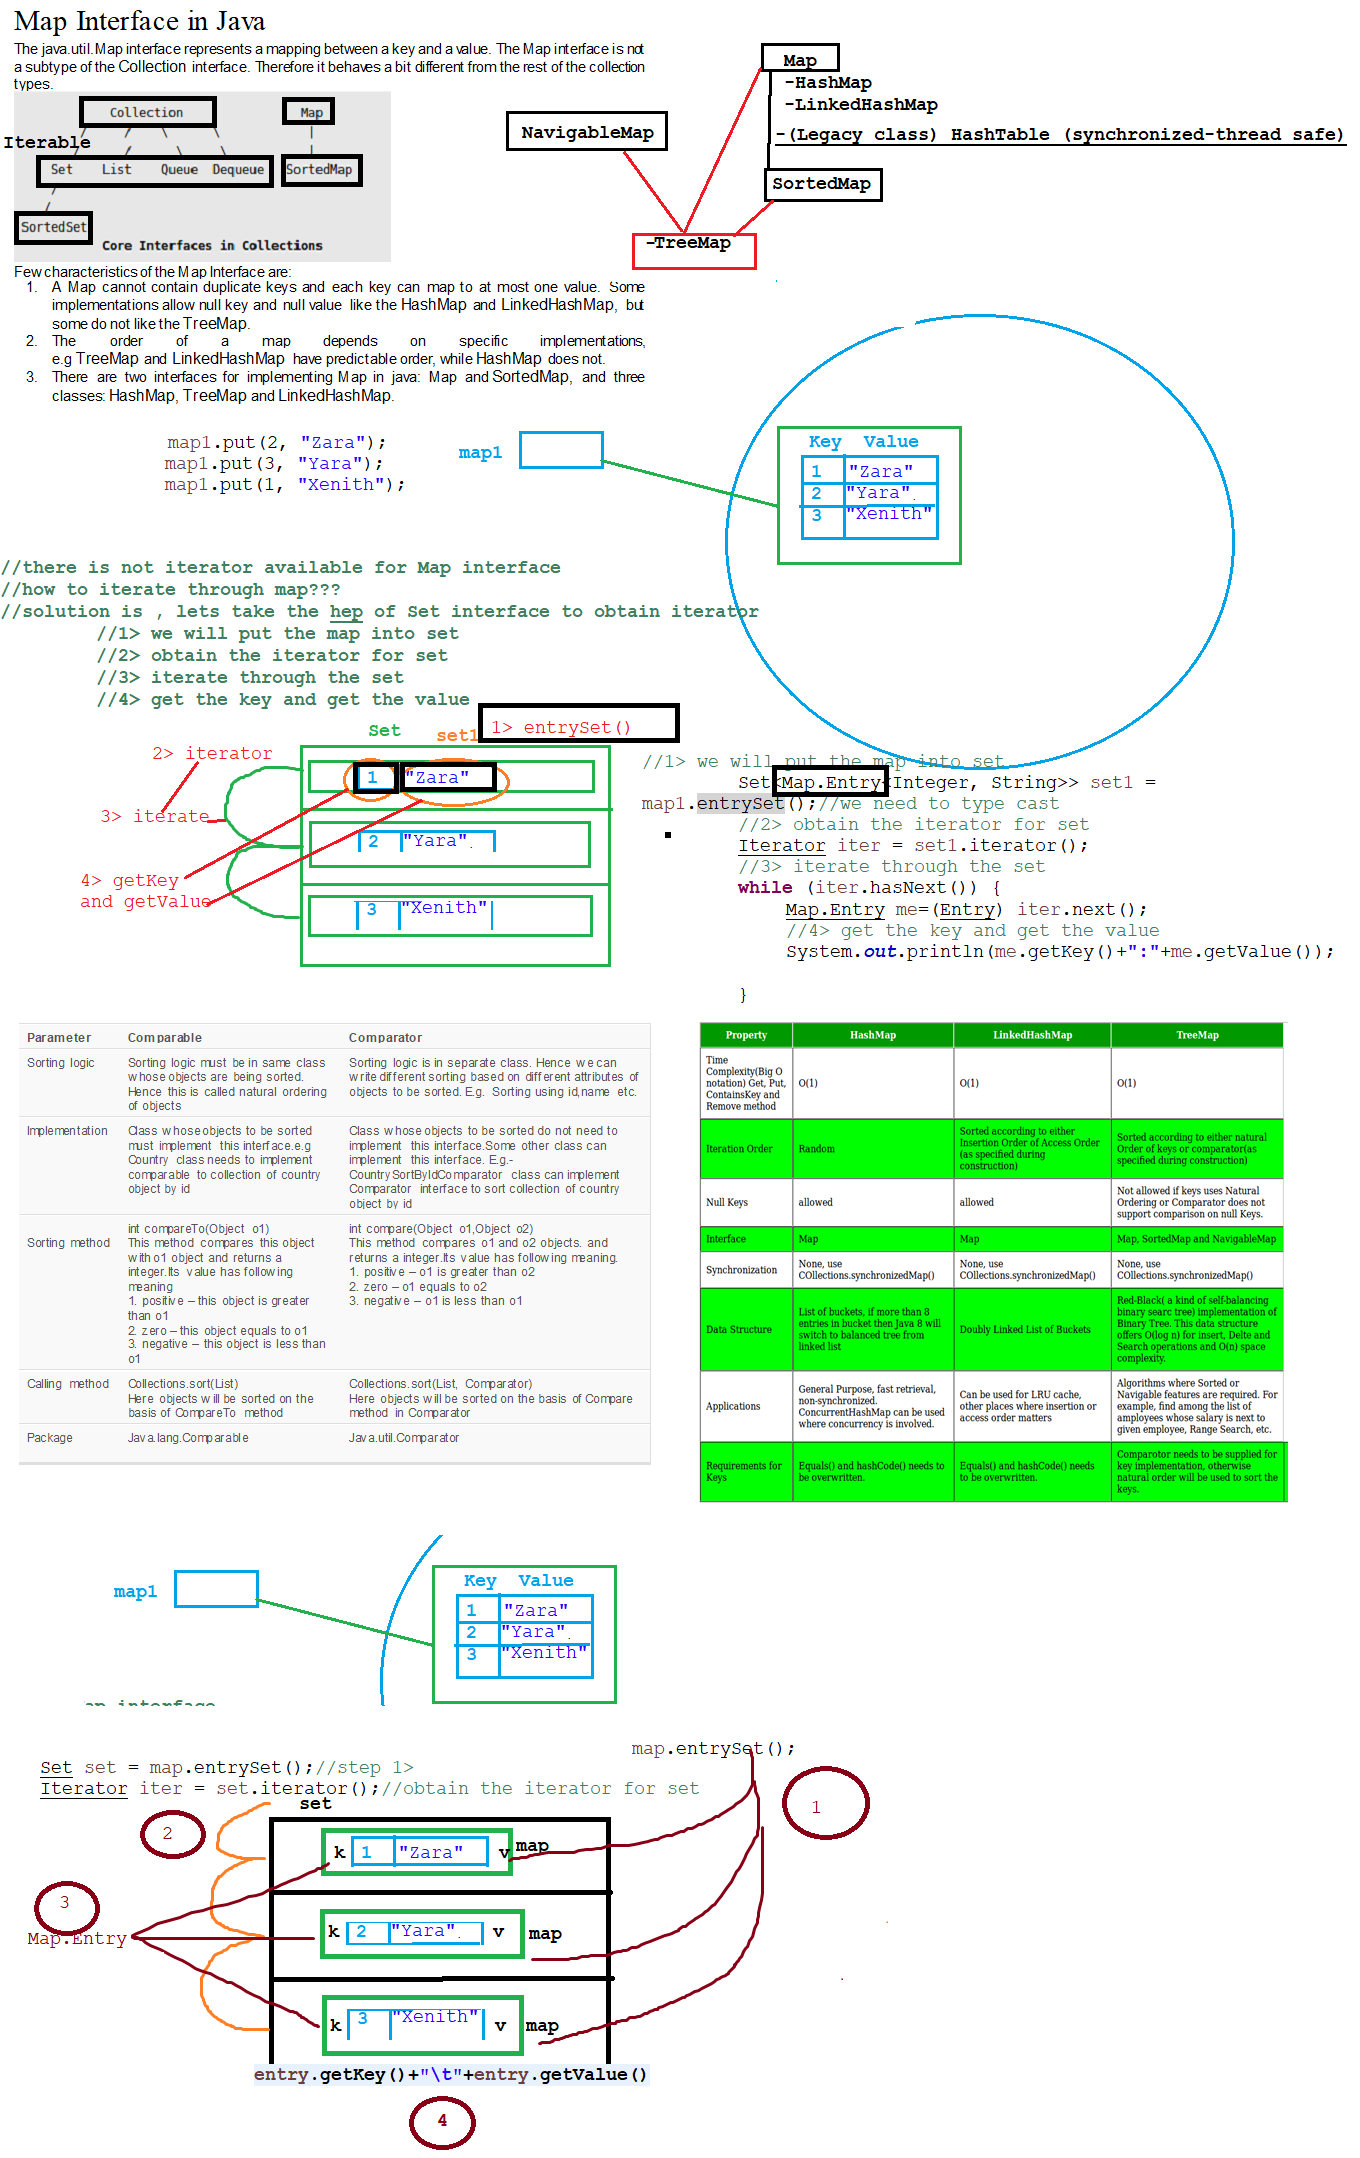 Map Interface in Java
The java.util.Map interface represents a mapping between a key and a value. The Map interface is not
a subtype of the Collection interface. Therefore it behaves a bit different from the rest of the collection
types.
Collection
Map
Iterable
Set List Queue Dequeue
SortedMap
SortedSet
Core Interfaces in Collections
Map
-HashMap
-LinkedHashMap
-(Legacy class) HashTable (synchronized-thread safe)
NavigableMap
SortedMap
-TreeMap
Few characteristics of the Map Interface are:
1. A Map cannot contain duplicate keys and each key can map to at most one value. Some
implementations allow null key and null value like the HashMap and LinkedHashMap, but
some do not like the TreeMap.
2. The order of a map depends on specific implementations,
e.g TreeMap and LinkedHashMap have predictable order, while HashMap does not.
3. There are two interfaces for implementing Map in java: Map and SortedMap, and three
classes: HashMap, TreeMap and LinkedHashMap.
map1.put(2, "Zara");
map1.put(3, "Yara");
map1.put(1, "Xenith");
map1
Key Value
1 "Zara"
2 "Yara".
3 "Xenith"
//there is not iterator available for Map interface
//how to iterate through map???
//solution is , lets take the hep of Set interface to obtain iterator
//1> we will put the map into set
//2> obtain the iterator for set
//3> iterate through the set
//4> get the key and get the value
Set
set1
1> entrySet()
2> iterator
3> iterate
4> getKey
and getValue
1 "Zara"
2 "Yara".
3 "Xenith"
//1> we will put the map into set
Set<Map.Entry<Integer, String>> set1 =
map1.entrySet();//we need to type cast
//2> obtain the iterator for set
Iterator iter = set1.iterator();
//3> iterate through the set
while (iter.hasNext()) {
Map.Entry me=(Entry) iter.next();
//4> get the key and get the value
System.out.println(me.getKey()+":"+me.getValue());
}
Parameter Comparable Comparator
Sorting logic
Sorting logic must be in same class
whose objects are being sorted.
Hence this is called natural ordering
of objects
Sorting logic is in separate class. Hence we can
write different sorting based on different attributes of
objects to be sorted. E.g. Sorting using id,name etc.
Implementation
Class whose objects to be sorted
must implement this interface.e.g
Country class needs to implement
comparable to collection of country
object by id
Class whose objects to be sorted do not need to
implement this interface.Some other class can
implement this interface. E.g.-
CountrySortByIdComparator class can implement
Comparator interface to sort collection of country
object by id
Sorting method
int compareTo(Object o1)
This method compares this object
with o1 object and returns a
integer.Its value has following
meaning
1. positive – this object is greater
than o1
2. zero – this object equals to o1
3. negative – this object is less than
o1
int compare(Object o1,Object o2)
This method compares o1 and o2 objects. and
returns a integer.Its value has following meaning.
1. positive – o1 is greater than o2
2. zero – o1 equals to o2
3. negative – o1 is less than o1
Calling method
Collections.sort(List)
Here objects will be sorted on the
basis of CompareTo method
Collections.sort(List, Comparator)
Here objects will be sorted on the basis of Compare
method in Comparator
Package Java.lang.Comparable Java.util.Comparator
Property HashMap LinkedHashMap TreeMap
Time
Complexity(Big O
notation) Get, Put,
ContainsKey and
Remove method
O(1) O(1) O(1)
Iteration Order
Random
Sorted according to either
Insertion Order of Access Order
(as specified during
construction)
Sorted according to either natural
Order of keys or comparator(as
specified during construction)
Null Keys
allowed
allowed
Not allowed if keys uses Natural
Ordering or Comparator does not
support comparison on null Keys.
Interface Map Map Map, SortedMap and NavigableMap
Synchronization
None, use
COllections.synchronizedMap()
None, use
COllections.synchronizedMap()
None, use
COllections.synchronizedMap()
Data Structure
List of buckets, if more than 8
entries in bucket then Java 8 will
switch to balanced tree from
linked list
Doubly Linked List of Buckets
Red-Black( a kind of self-balancing
binary searc tree) implementation of
Binary Tree. This data structure
offers O(log n) for insert, Delte and
Search operations and O(n) space
complexity.
Applications
General Purpose, fast retrieval,
non-synchronized.
ConcurrentHashMap can be used
where concurrency is involved.
Can be used for LRU cache,
other places where insertion or
access order matters
Algorithms where Sorted or
Navigable features are required. For
example, find among the list of
amployees whose salary is next to
given employee, Range Search, etc.
Requirements for
Keys
Equals() and hashCode() needs to
be overwritten.
Equals() and hashCode() needs
to be overwritten.
Comparotor needs to be supplied for
key implementation, otherwise
natural order will be used to sort the
keys.
map1
Key Value
1 "Zara"
2 "Yara".
3 "Xenith"
map.entrySet();
Set set = map.entrySet();//step 1>
Iterator iter = set.iterator();//obtain the iterator for set
set
1
2
k 1 "Zara" v map
3
Map.Entry
k 2 "Yara". v map
k 3 "Xenith" v map
entry.getKey()+"\t"+entry.getValue()
4